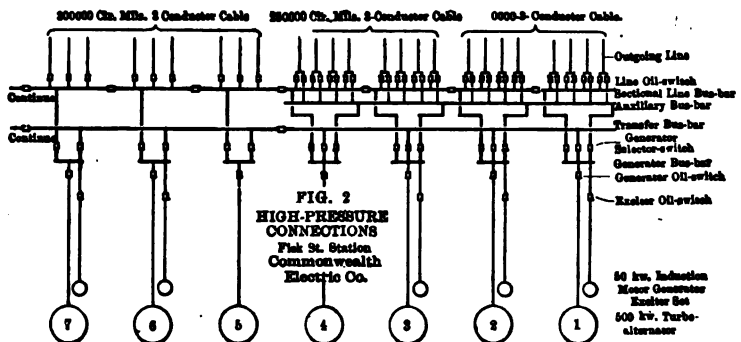 300000 Cir. Mils. 3 Conductor Cable
250000 Cir. Mils. 3-Conductor Cable
0000-3- Conductor Cable.
Outgoing Line
Line Oil-switch
Sectional Line Bus-bar
Auxiliary Bus-bar
Continue
Transfer Bus-bar
Continue
Generator
Selector-switch
Generator Bus-bar
Generator Oil-switch
Exciter Oil-switch
FIG. 2
HIGH-PRESSURE
CONNECTIONS
Fisk St. Station
Commonwealth
Electric Co.
50 kw. Induction
Motor Generator
Exciter Set
500 kw. Turbo-
alternator
7 6 5 4 3 2 1